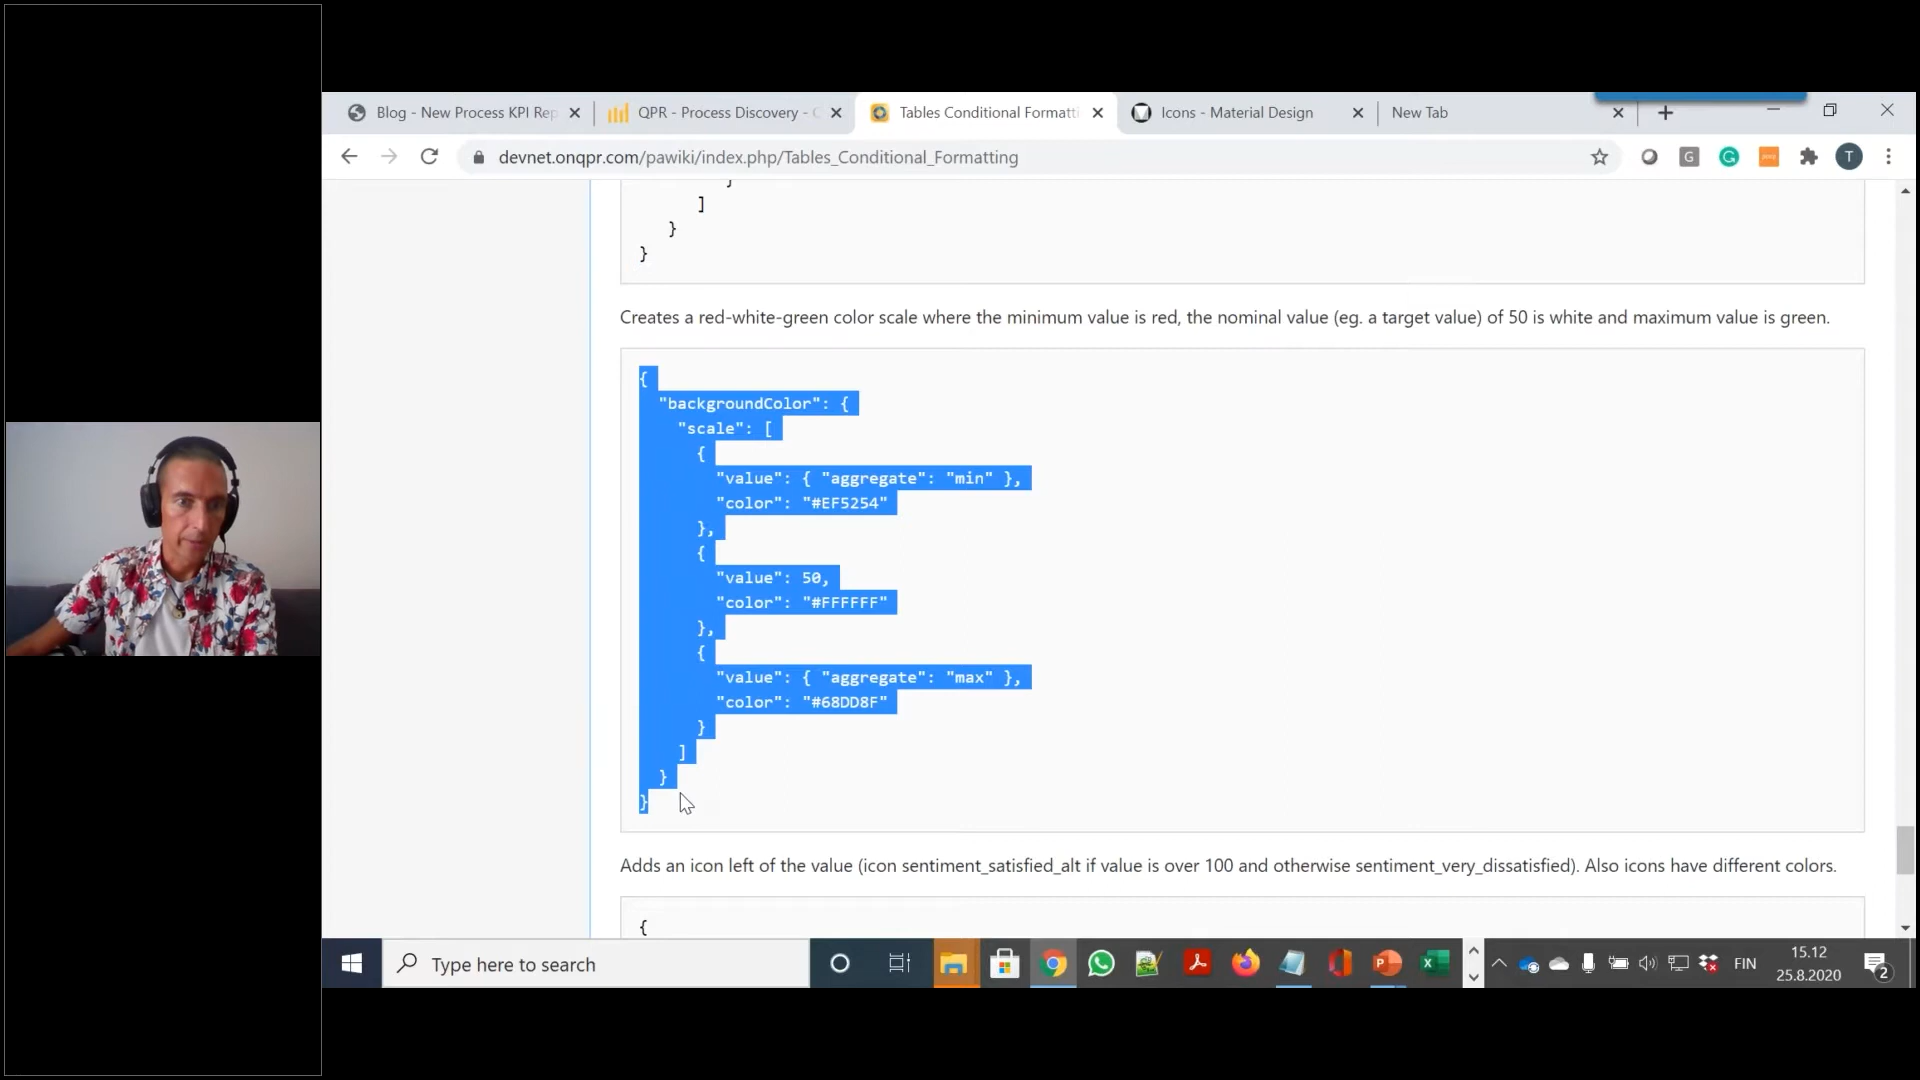 Blog - New Process KPI Rep
QPR - Process Discovery - C
Tables Conditional Formatti
Icons - Material Design
New Tab
devnet.onqpr.com/pawiki/index.php/Tables_Conditional_Formatting
G
T
]
}
}
Creates a red-white-green color scale where the minimum value is red, the nominal value (eg. a target value) of 50 is white and maximum value is green.
{
"backgroundColor": {
"scale": [
{
"value": { "aggregate": "min" },
"color": "#EF5254"
},
{
"value": 50,
"color": "#FFFFFF"
},
{
"value": { "aggregate": "max" },
"color": "#68DD8F"
}
]
}
}
Adds an icon left of the value (icon sentiment_satisfied_alt if value is over 100 and otherwise sentiment_very_dissatisfied). Also icons have different colors.
{
Type here to search
FIN
15.12
25.8.2020
2